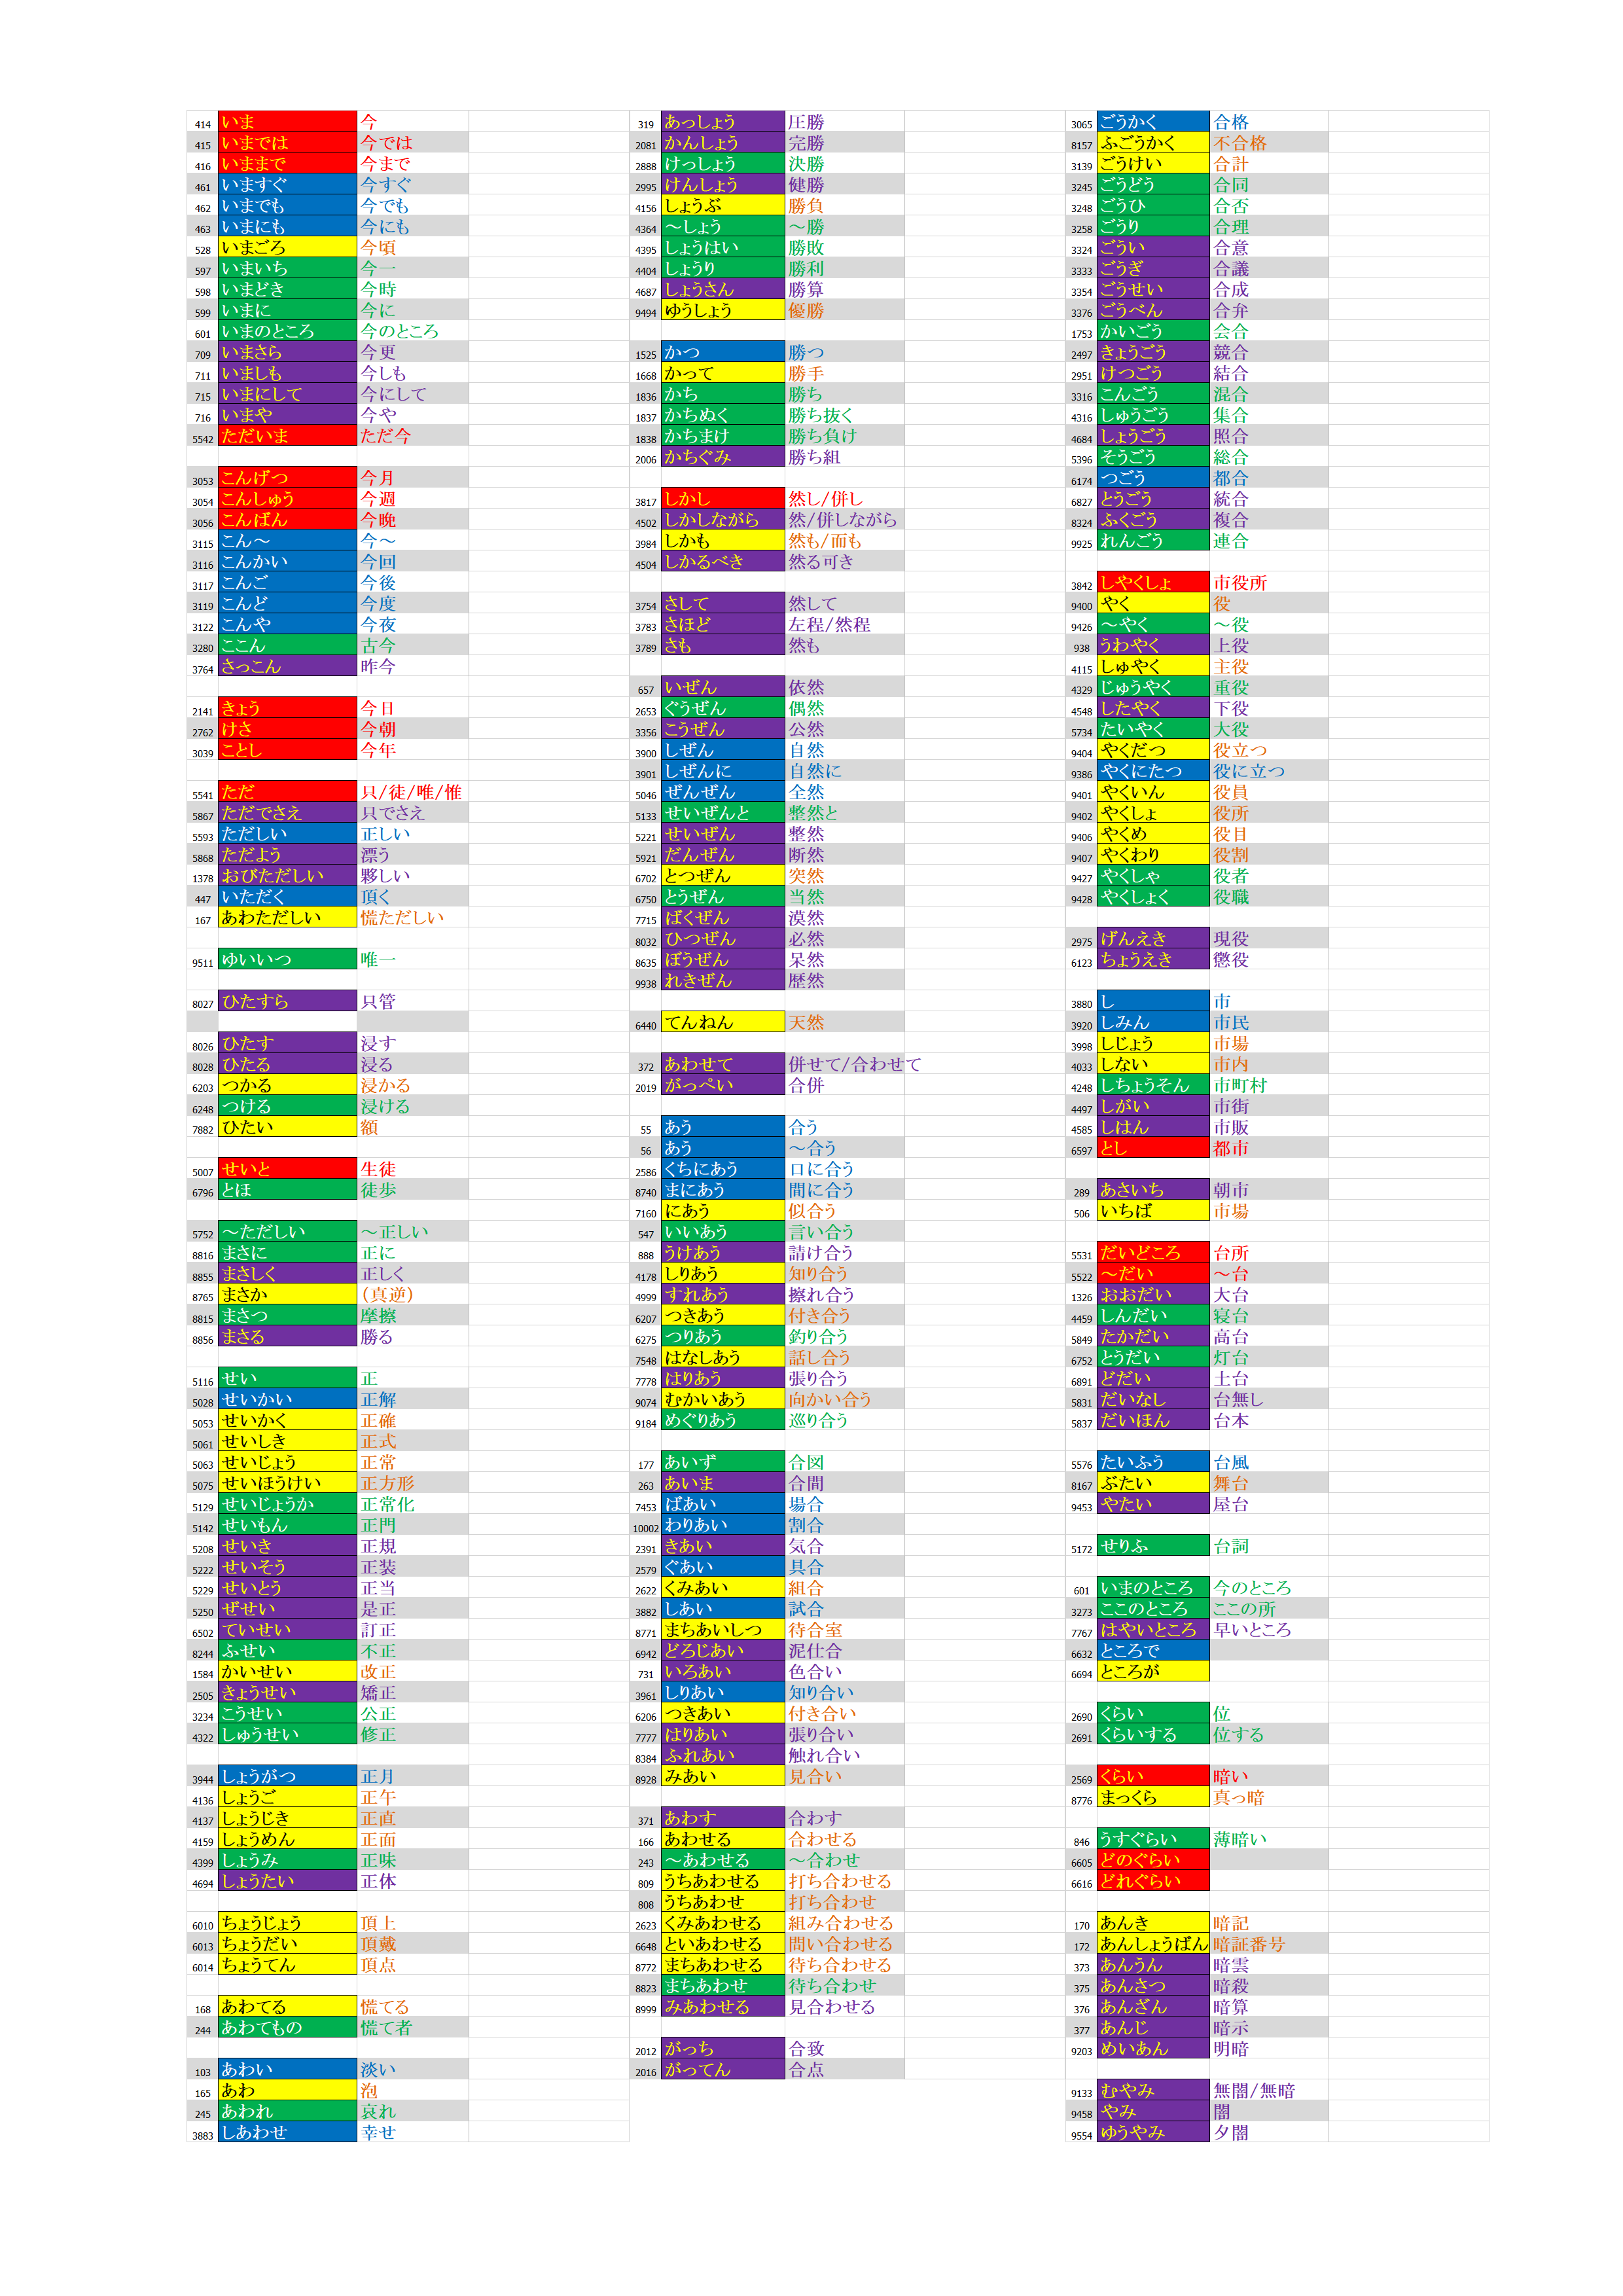 414 いま 今
415 いまでは 今では
416 いままで 今まで
461 いますぐ 今すぐ
462 いまでも 今でも
463 いまにも 今にも
528 いまごろ 今頃
597 いまいち 今一
598 いまどき 今時
599 いまに 今に
601 いまのところ 今のところ
709 いまさら 今更
711 いましも 今しも
715 いまにして 今にして
716 いまや 今や
5542 ただいま ただ今
3053 こんげつ 今月
3054 こんしゅう 今週
3056 こんばん 今晩
3115 こん～ 今～
3116 こんかい 今回
3117 こんご 今後
3119 こんど 今度
3122 こんや 今夜
3280 ここん 古今
3764 さっこん 昨今
2141 きょう 今日
2762 けさ 今朝
3039 ことし 今年
5541 ただ 只/徒/唯/惟
5867 ただでさえ 只でさえ
5593 ただしい 正しい
5868 ただよう 漂う
1378 おびただしい 夥しい
447 いただく 頂く
167 あわただしい 慌ただしい
9511 ゆいいつ 唯一
8027 ひたすら 只管
8026 ひたす 浸す
8028 ひたる 浸る
6203 つかる 浸かる
6248 つける 浸ける
7882 ひたい 額
5007 せいと 生徒
6796 とほ 徒歩
5752 ～ただしい ～正しい
8816 まさに 正に
8855 まさしく 正しく
8765 まさか （真逆）
8815 まさつ 摩擦
8856 まさる 勝る
5116 せい 正
5028 せいかい 正解
5053 せいかく 正確
5061 せいしき 正式
5063 せいじょう 正常
5075 せいほうけい 正方形
5129 せいじょうか 正常化
5142 せいもん 正門
5208 せいき 正規
5222 せいそう 正装
5229 せいとう 正当
5250 ぜせい 是正
6502 ていせい 訂正
8244 ふせい 不正
1584 かいせい 改正
2505 きょうせい 矯正
3234 こうせい 公正
4322 しゅうせい 修正
3944 しょうがつ 正月
4136 しょうご 正午
4137 しょうじき 正直
4159 しょうめん 正面
4399 しょうみ 正味
4694 しょうたい 正体
6010 ちょうじょう 頂上
6013 ちょうだい 頂戴
6014 ちょうてん 頂点
168 あわてる 慌てる
244 あわてもの 慌て者
103 あわい 淡い
165 あわ 泡
245 あわれ 哀れ
3883 しあわせ 幸せ
319 あっしょう 圧勝
2081 かんしょう 完勝
2888 けっしょう 決勝
2995 けんしょう 健勝
4156 しょうぶ 勝負
4364 ～しょう ～勝
4395 しょうはい 勝敗
4404 しょうり 勝利
4687 しょうさん 勝算
9494 ゆうしょう 優勝
1525 かつ 勝つ
1668 かって 勝手
1836 かち 勝ち
1837 かちぬく 勝ち抜く
1838 かちまけ 勝ち負け
2006 かちぐみ 勝ち組
3817 しかし 然し/併し
4502 しかしながら 然/併しながら
3984 しかも 然も/而も
4504 しかるべき 然る可き
3754 さして 然して
3783 さほど 左程/然程
3789 さも 然も
657 いぜん 依然
2653 ぐうぜん 偶然
3356 こうぜん 公然
3900 しぜん 自然
3901 しぜんに 自然に
5046 ぜんぜん 全然
5133 せいぜんと 整然と
5221 せいぜん 整然
5921 だんぜん 断然
6702 とつぜん 突然
6750 とうぜん 当然
7715 ばくぜん 漠然
8032 ひつぜん 必然
8635 ぼうぜん 呆然
9938 れきぜん 歴然
6440 てんねん 天然
372 あわせて 併せて/合わせて
2019 がっぺい 合併
55 あう 合う
56 あう ～合う
2586 くちにあう 口に合う
8740 まにあう 間に合う
7160 にあう 似合う
547 いいあう 言い合う
888 うけあう 請け合う
4178 しりあう 知り合う
4999 すれあう 擦れ合う
6207 つきあう 付き合う
6275 つりあう 釣り合う
7548 はなしあう 話し合う
7778 はりあう 張り合う
9074 むかいあう 向かい合う
9184 めぐりあう 巡り合う
177 あいず 合図
263 あいま 合間
7453 ばあい 場合
10002 わりあい 割合
2391 きあい 気合
2579 ぐあい 具合
2622 くみあい 組合
3882 しあい 試合
8771 まちあいしつ 待合室
6942 どろじあい 泥仕合
731 いろあい 色合い
3961 しりあい 知り合い
6206 つきあい 付き合い
7777 はりあい 張り合い
8384 ふれあい 触れ合い
8928 みあい 見合い
371 あわす 合わす
166 あわせる 合わせる
243 ～あわせる ～合わせ
809 うちあわせる 打ち合わせる
808 うちあわせ 打ち合わせ
2623 くみあわせる 組み合わせる
6648 といあわせる 問い合わせる
8772 まちあわせる 待ち合わせる
8823 まちあわせ 待ち合わせ
8999 みあわせる 見合わせる
2012 がっち 合致
2016 がってん 合点
3065 ごうかく 合格
8157 ふごうかく 不合格
3139 ごうけい 合計
3245 ごうどう 合同
3248 ごうひ 合否
3258 ごうり 合理
3324 ごうい 合意
3333 ごうぎ 合議
3354 ごうせい 合成
3376 ごうべん 合弁
1753 かいごう 会合
2497 きょうごう 競合
2951 けつごう 結合
3316 こんごう 混合
4316 しゅうごう 集合
4684 しょうごう 照合
5396 そうごう 総合
6174 つごう 都合
6827 とうごう 統合
8324 ふくごう 複合
9925 れんごう 連合
3842 しやくしょ 市役所
9400 やく 役
9426 ～やく ～役
938 うわやく 上役
4115 しゅやく 主役
4329 じゅうやく 重役
4548 したやく 下役
5734 たいやく 大役
9404 やくだつ 役立つ
9386 やくにたつ 役に立つ
9401 やくいん 役員
9402 やくしょ 役所
9406 やくめ 役目
9407 やくわり 役割
9427 やくしゃ 役者
9428 やくしょく 役職
2975 げんえき 現役
6123 ちょうえき 懲役
3880 し 市
3920 しみん 市民
3998 しじょう 市場
4033 しない 市内
4248 しちょうそん 市町村
4497 しがい 市街
4585 しはん 市販
6597 とし 都市
289 あさいち 朝市
506 いちば 市場
5531 だいどころ 台所
5522 ～だい ～台
1326 おおだい 大台
4459 しんだい 寝台
5849 たかだい 高台
6752 とうだい 灯台
6891 どだい 土台
5831 だいなし 台無し
5837 だいほん 台本
5576 たいふう 台風
8167 ぶたい 舞台
9453 やたい 屋台
5172 せりふ 台詞
601 いまのところ 今のところ
3273 ここのところ ここの所
7767 はやいところ 早いところ
6632 ところで
6694 ところが
2690 くらい 位
2691 くらいする 位する
2569 くらい 暗い
8776 まっくら 真っ暗
846 うすぐらい 薄暗い
6605 どのぐらい
6616 どれぐらい
170 あんき 暗記
172 あんしょうばん 暗証番号
373 あんうん 暗雲
375 あんさつ 暗殺
376 あんざん 暗算
377 あんじ 暗示
9203 めいあん 明暗
9133 むやみ 無闇/無暗
9458 やみ 闇
9554 ゆうやみ 夕闇